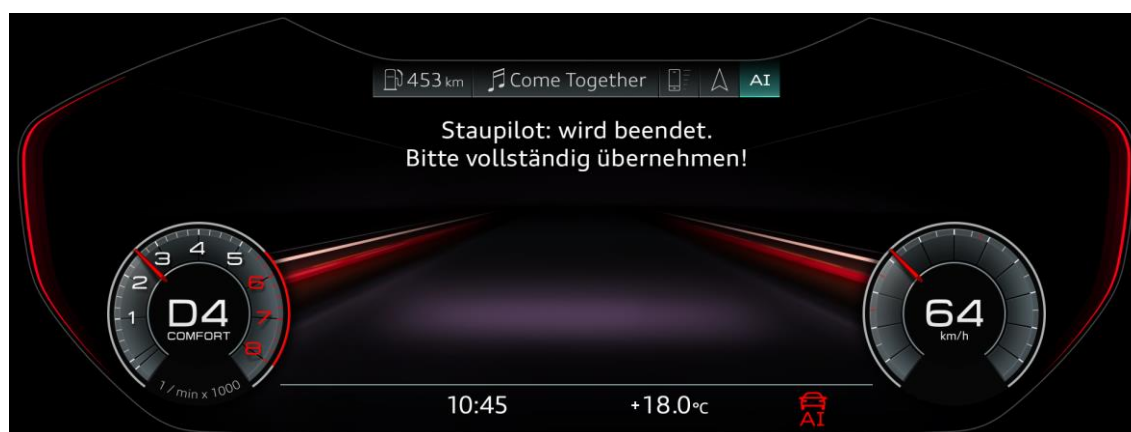 453 km Come Together AI
Staupilot: wird beendet.
Bitte vollständig übernehmen!
1 2 3 4 5 6 7 8
D4
COMFORT
1 / min x 1000
64
km/h
10:45 +18.0°C
AI